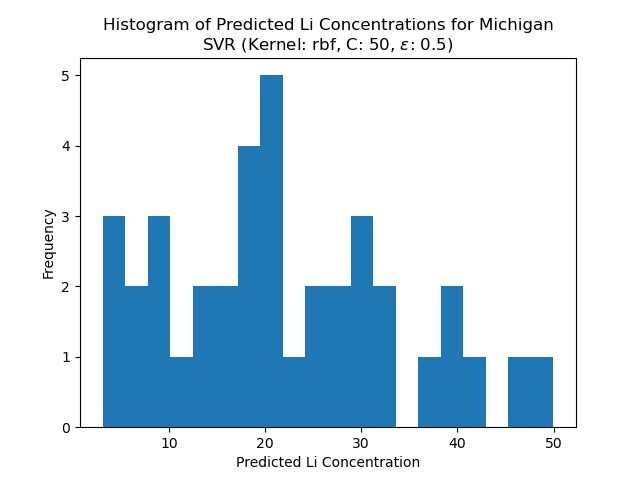 Histogram of Predicted Li Concentrations for Michigan
SVR (Kernel: rbf, C: 50, ε: 0.5)
5
4
3
2
1
0
Frequency
10 20 30 40 50
Predicted Li Concentration